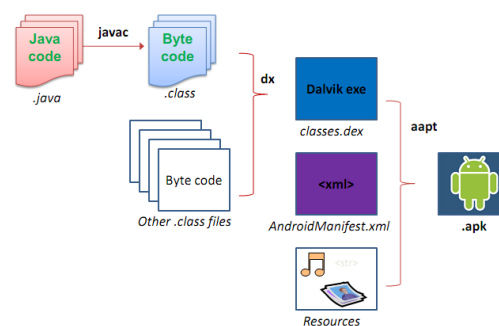 Java
code
javac
Byte
code
.java
.class
dx
Dalvik exe
classes.dex
aapt
Byte code
Other .class files
<xml>
AndroidManifest.xml
.apk
<str>
Resources